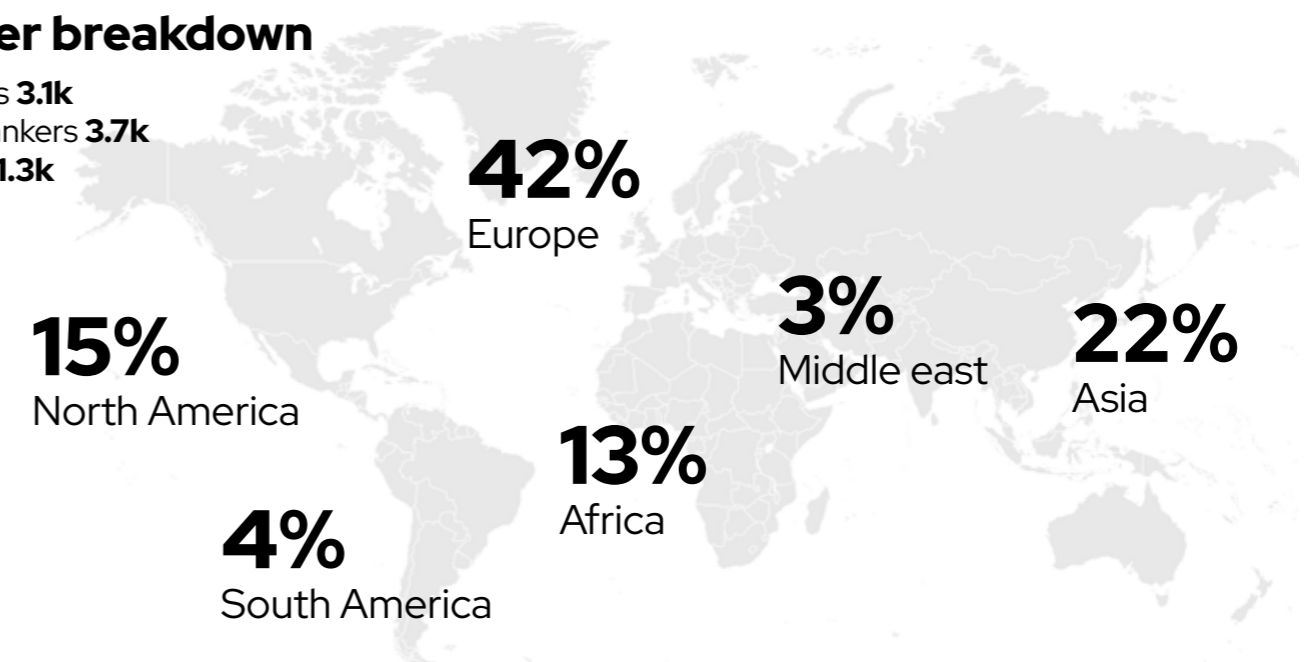 er breakdown
s 3.1k
nkers 3.7k
1.3k
42%
Europe
3%
Middle east
22%
Asia
15%
North America
13%
Africa
4%
South America